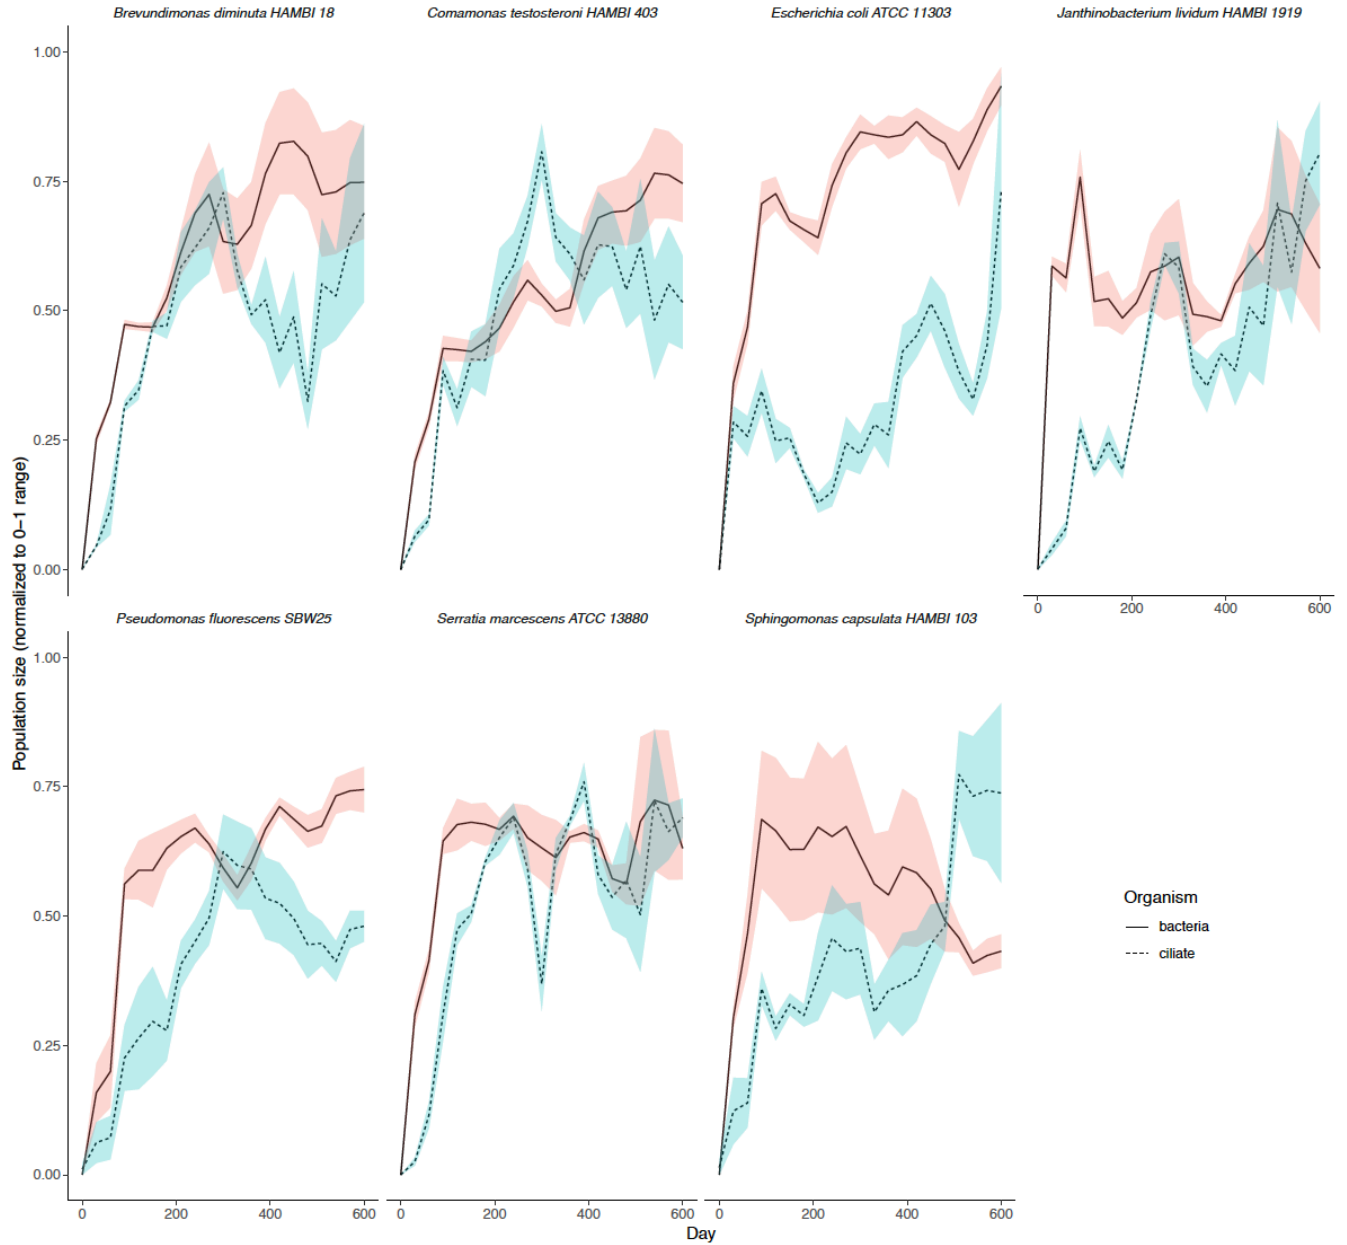 Brevundimonas diminuta HAMBI 18
Comamonas testosteroni HAMBI 403
Escherichia coli ATCC 11303
Janthinobacterium lividum HAMBI 1919
1.00
0.75
0.50
0.25
0.00
0 200 400 600
Pseudomonas fluorescens SBW25
Serratia marcescens ATCC 13880
Sphingomonas capsulata HAMBI 103
1.00
0.75
0.50
0.25
0.00
0 200 400 600
0 200 400 600
0 200 400 600
Population size (normalized to 0–1 range)
Day
Organism
bacteria
ciliate